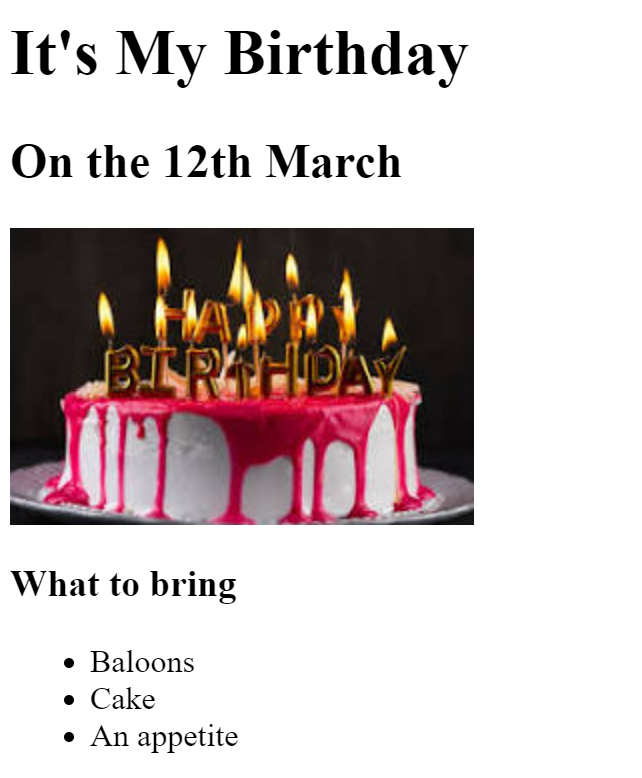 It's My Birthday
On the 12th March
HAPPY
BIRTHDAY
What to bring
Baloons
Cake
An appetite